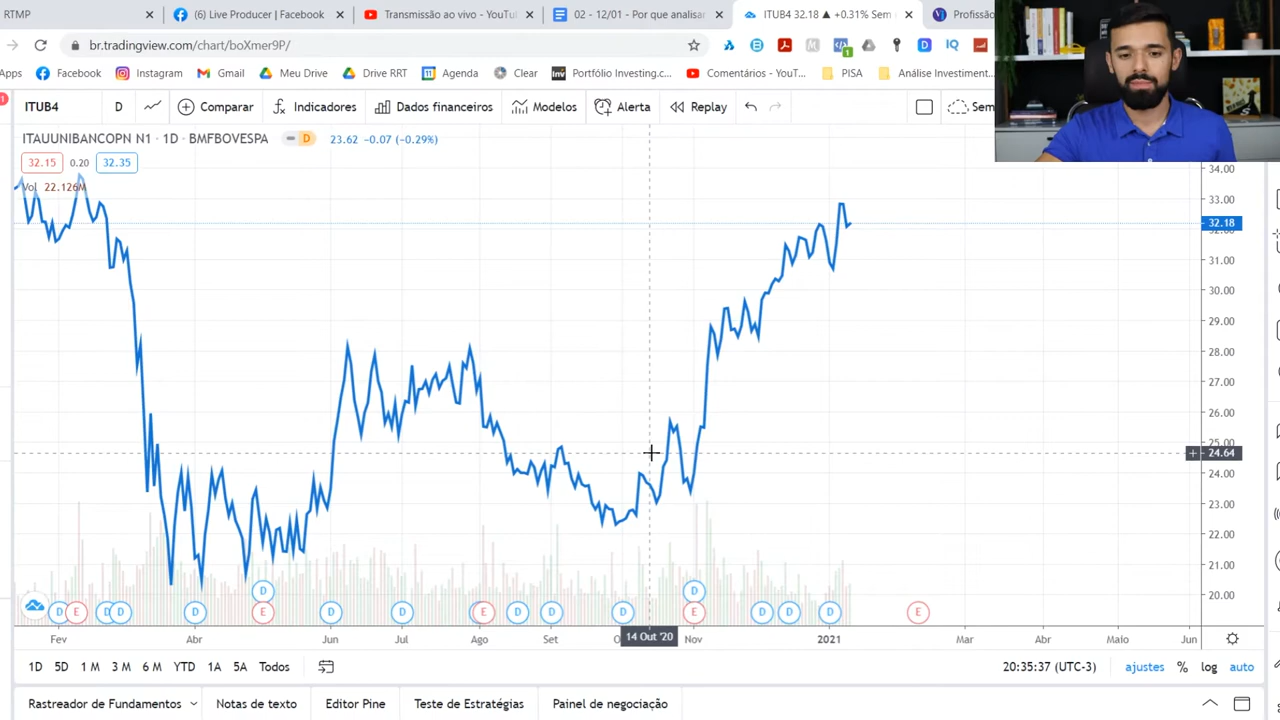 RTMP
(6) Live Producer | Facebook
Transmissão ao vivo - YouTu
02 - 12/01 - Por que analisar
ITUB4 32.18 ▲ +0.31% Sem
Profissão
br.tradingview.com/chart/boXmer9P/
Apps
Facebook
Instagram
Gmail
Meu Drive
Drive RRT
Agenda
Clear
Portfólio Investing.c...
Comentários - YouT...
PISA
Análise Investiment...
ITUB4
D
Comparar
Indicadores
Dados financeiros
Modelos
Alerta
Replay
Sem
ITAUUNIBANCOPN N1 · 1D · BMFBOVESPA
D
23.62 -0.07 (-0.29%)
32.15 0.20 32.35
Vol 22.126M
34.00
33.00
32.18
31.00
30.00
29.00
28.00
27.00
26.00
25.00
24.64
24.00
23.00
22.00
21.00
20.00
Fev
Abr
Jun
Jul
Ago
Set
14 Out '20
Nov
2021
Mar
Abr
Maio
Jun
1D 5D 1 M 3 M 6 M YTD 1A 5A Todos
20:35:37 (UTC-3)
ajustes % log auto
Rastreador de Fundamentos
Notas de texto
Editor Pine
Teste de Estratégias
Painel de negociação